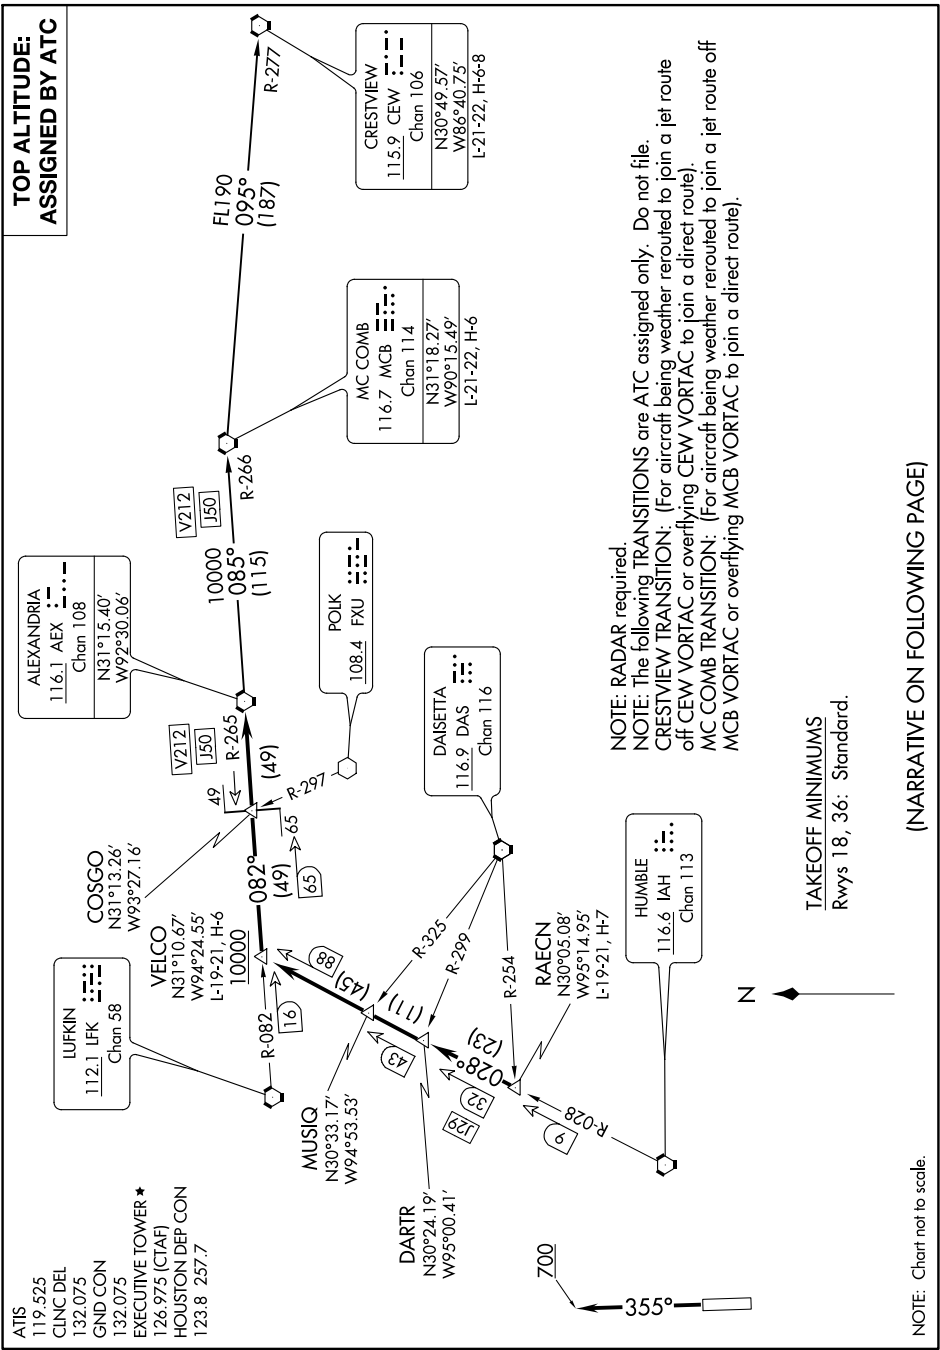 TOP ALTITUDE:
ASSIGNED BY ATC
ATIS
119.525
CLNC DEL
132.075
GND CON
132.075
EXECUTIVE TOWER★
126.975 (CTAF)
HOUSTON DEP CON
123.8 257.7
LUFKIN
112.1 LFK
Chan 58
R-082
16
VELCO
N31°10.67'
W94°24.55'
L-19-21, H-6
10000
COSGO
N31°13.26'
W93°27.16'
082°
(49)
65
65
49
R-265
(49)
V212
J50
ALEXANDRIA
116.1 AEX
Chan 108
N31°15.40'
W92°30.06'
10000
085°
(115)
V212
J50
R-266
MC COMB
116.7 MCB
Chan 114
N31°18.27'
W90°15.49'
L-21-22, H-6
FL190
095°
(187)
R-277
CRESTVIEW
115.9 CEW
Chan 106
N30°49.57'
W86°40.75'
L-21-22, H-6-8
POLK
108.4 FXU
R-297
DAISETTA
116.9 DAS
Chan 116
R-325
R-299
R-254
88
(45)
MUSIQ
N30°33.17'
W94°53.53'
43
(11)
DARTR
N30°24.19'
W95°00.41'
32
J29
028°
(23)
RAECN
N30°05.08'
W95°14.95'
L-19-21, H-7
9
R-028
HUMBLE
116.6 IAH
Chan 113
700
355°
N
NOTE: RADAR required.
NOTE: The following TRANSITIONS are ATC assigned only. Do not file.
CRESTVIEW TRANSITION: (For aircraft being weather rerouted to join a jet route
off CEW VORTAC or overflying CEW VORTAC to join a direct route).
MC COMB TRANSITION: (For aircraft being weather rerouted to join a jet route off
MCB VORTAC or overflying MCB VORTAC to join a direct route).
TAKEOFF MINIMUMS
Rwys 18, 36: Standard.
(NARRATIVE ON FOLLOWING PAGE)
NOTE: Chart not to scale.